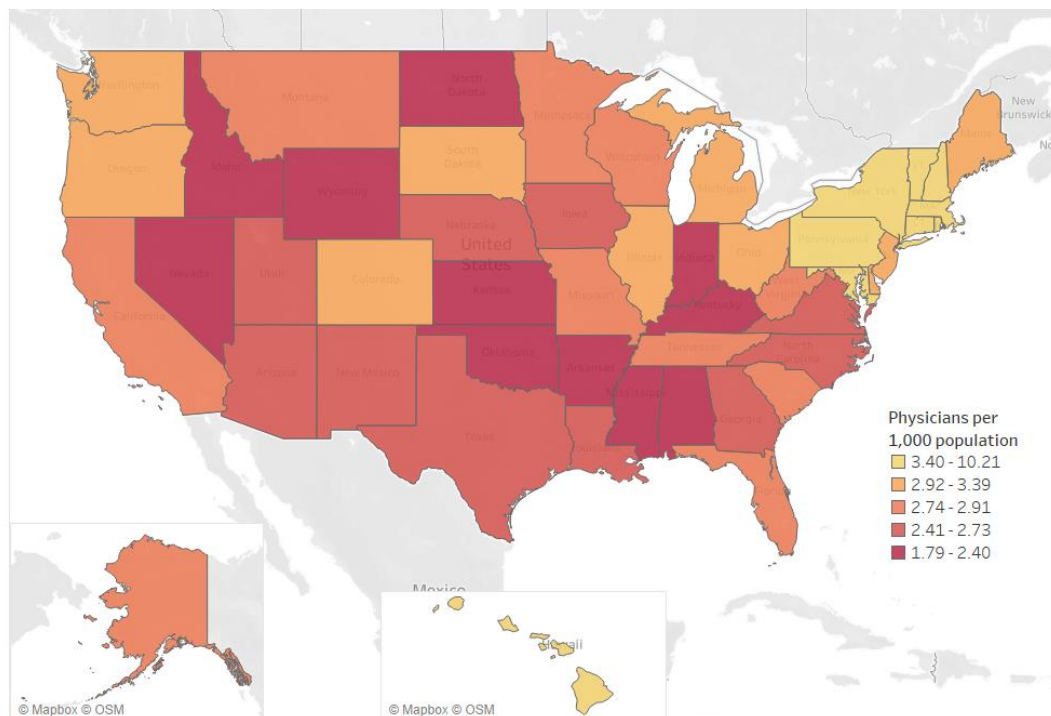 New
Brunswick
No
Washington
Montana
North
Dakota
Minnesota
Maine
Oregon
Idaho
Wyoming
South
Dakota
Wisconsin
Michigan
New York
Nebraska
Iowa
Pennsylvania
Nevada
Utah
Colorado
United
States
Kansas
Illinois
Indiana
Ohio
West
Virginia
California
Missouri
Kentucky
Arizona
New Mexico
Oklahoma
Arkansas
Tennessee
North
Carolina
Mississippi
Georgia
Texas
Louisiana
Florida
Physicians per
1,000 population
3.40 - 10.21
2.92 - 3.39
2.74 - 2.91
2.41 - 2.73
1.79 - 2.40
Mexico
Hawaii
© Mapbox © OSM
© Mapbox © OSM